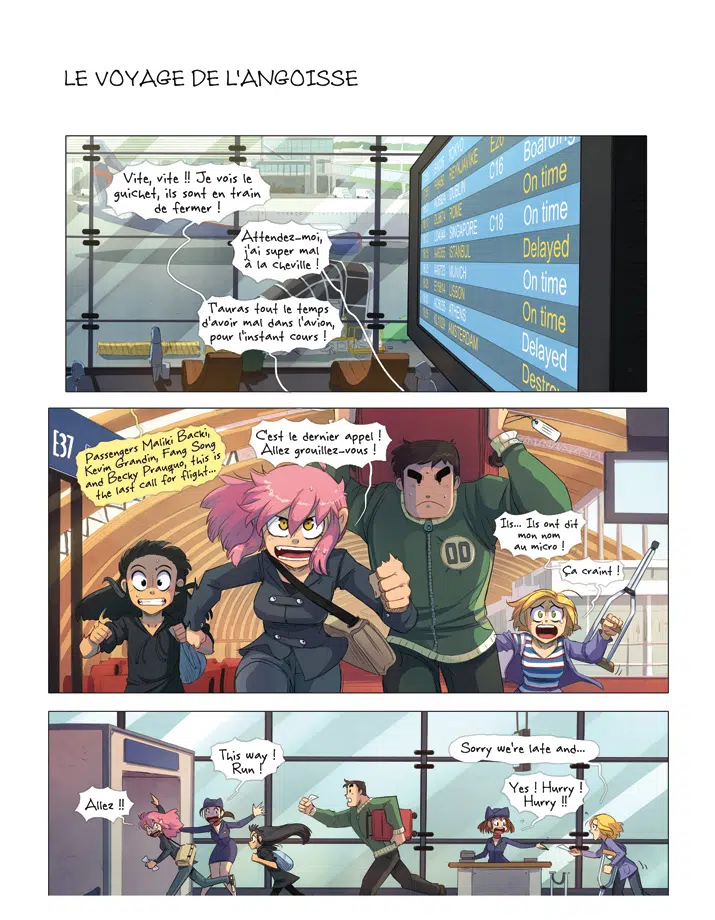 LE VOYAGE DE L'ANGOISSE
Vite, vite !! Je vois le
guichet, ils sont en train
de fermer !
Attendez-moi,
j'ai super mal
à la cheville !
T'auras tout le temps
d'avoir mal dans l'avion,
pour l'instant cours !
TOKYO E20 Boarding
REYKJAVIKE C16 On time
DUBLIN On time
ROME C18 Delayed
SINGAPORE On time
ISTANBUL On time
MUNICH Delayed
LISBON Destro
ATHENS
AMSTERDAM
E37
Passengers Maliki Backi,
Kevin Grandin, Fang Song
and Becky Prauguo, this is
the last call for flight...
C'est le dernier appel !
Allez grouillez-vous !
00
Ils... Ils ont dit
mon nom
au micro !
Ça craint !
Allez !!
This way !
Run !
Sorry we're late and...
Yes ! Hurry !
Hurry !!